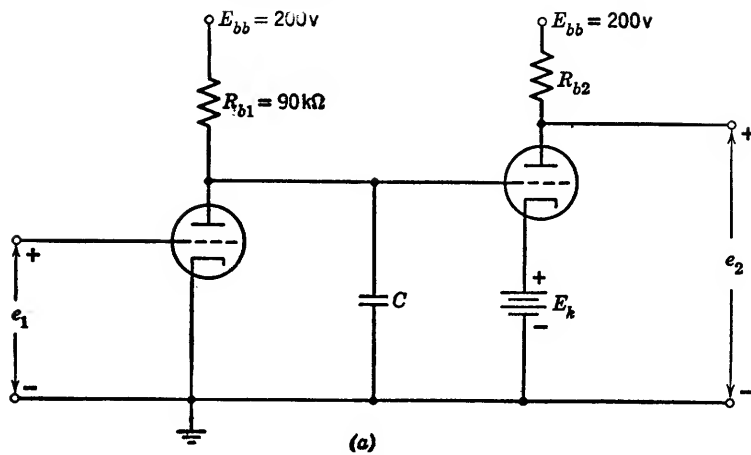 E_bb = 200v
E_bb = 200v
R_b1 = 90kΩ
R_b2
+
+
+
e_1
C
E_k
e_2
-
-
-
(a)